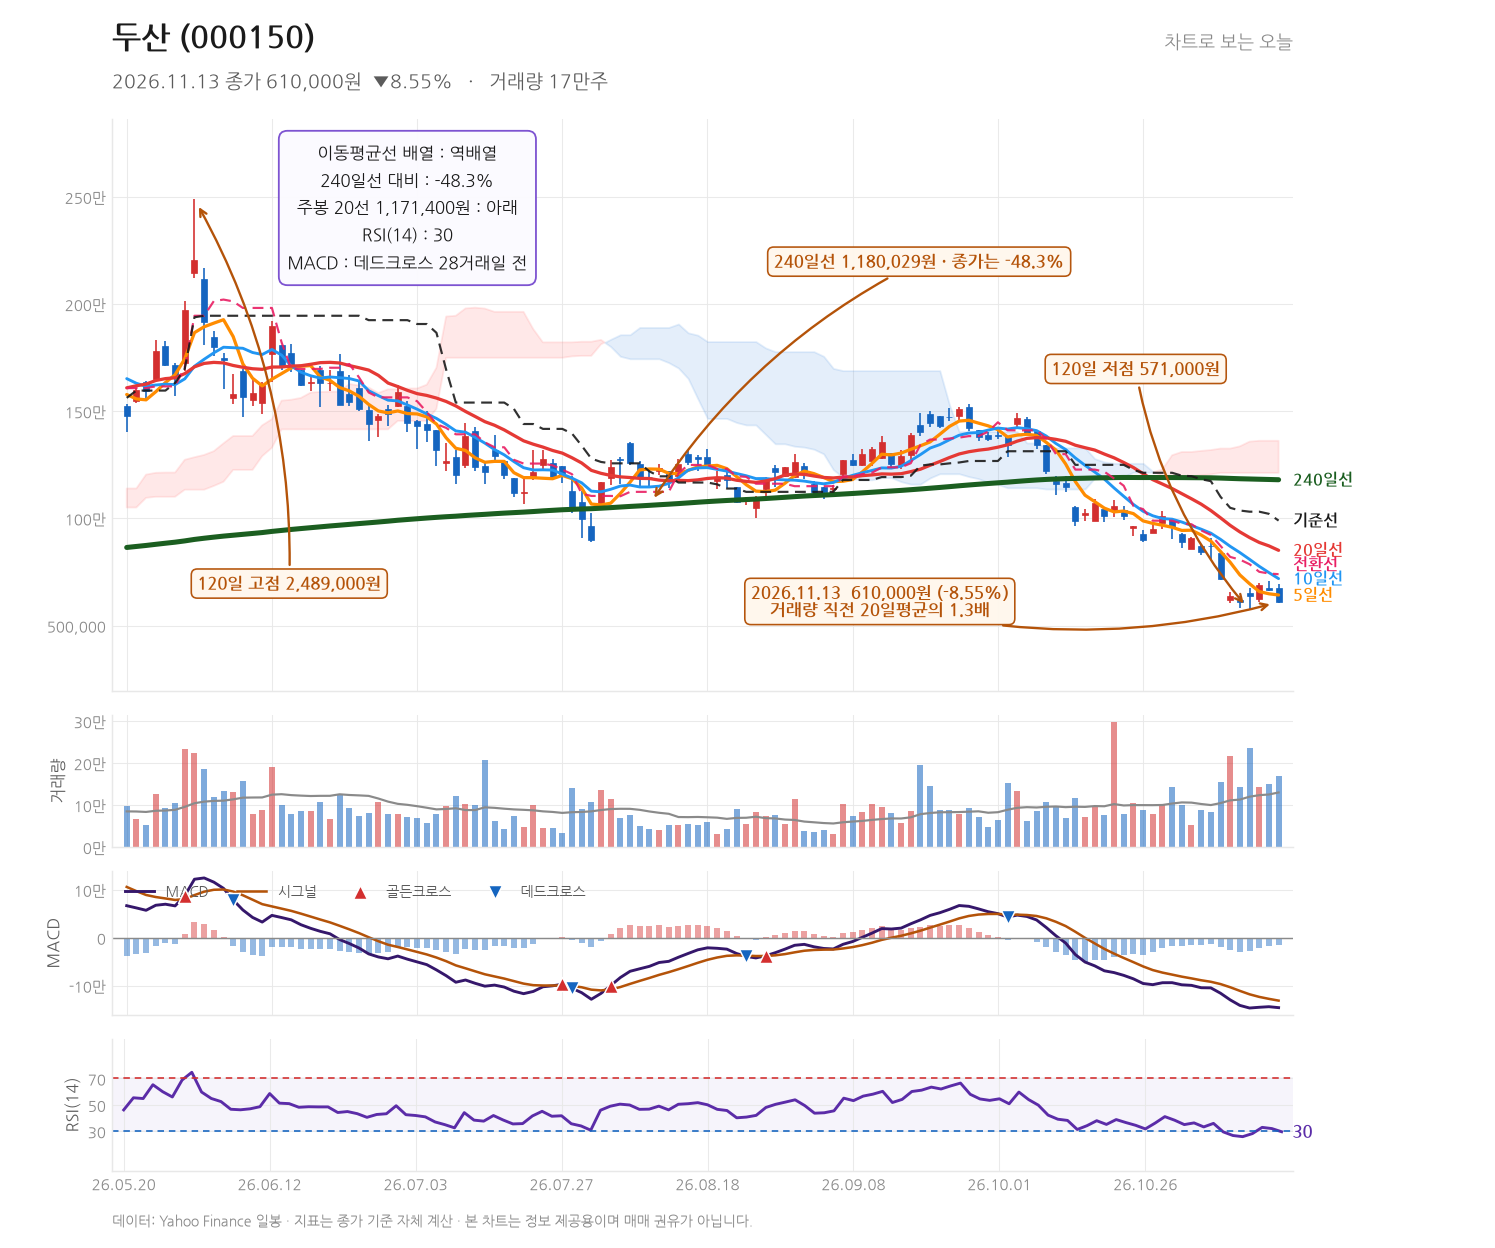 두산 (000150)
차트로 보는 오늘
2026.11.13 종가 610,000원 ▼8.55% · 거래량 17만주
이동평균선 배열 : 역배열
240일선 대비 : -48.3%
주봉 20선 1,171,400원 : 아래
RSI(14) : 30
MACD : 데드크로스 28거래일 전
240일선 1,180,029원 · 종가는 -48.3%
120일 저점 571,000원
120일 고점 2,489,000원
2026.11.13 610,000원 (-8.55%)
거래량 직전 20일평균의 1.3배
250만
200만
150만
100만
500,000
240일선
기준선
20일선
전환선
10일선
5일선
거래량
30만
20만
10만
0만
MACD
10만
0
-10만
MACD
시그널
골든크로스
데드크로스
RSI(14)
70
50
30
30
26.05.20
26.06.12
26.07.03
26.07.27
26.08.18
26.09.08
26.10.01
26.10.26
데이터: Yahoo Finance 일봉 · 지표는 종가 기준 자체 계산 · 본 차트는 정보 제공용이며 매매 권유가 아닙니다.